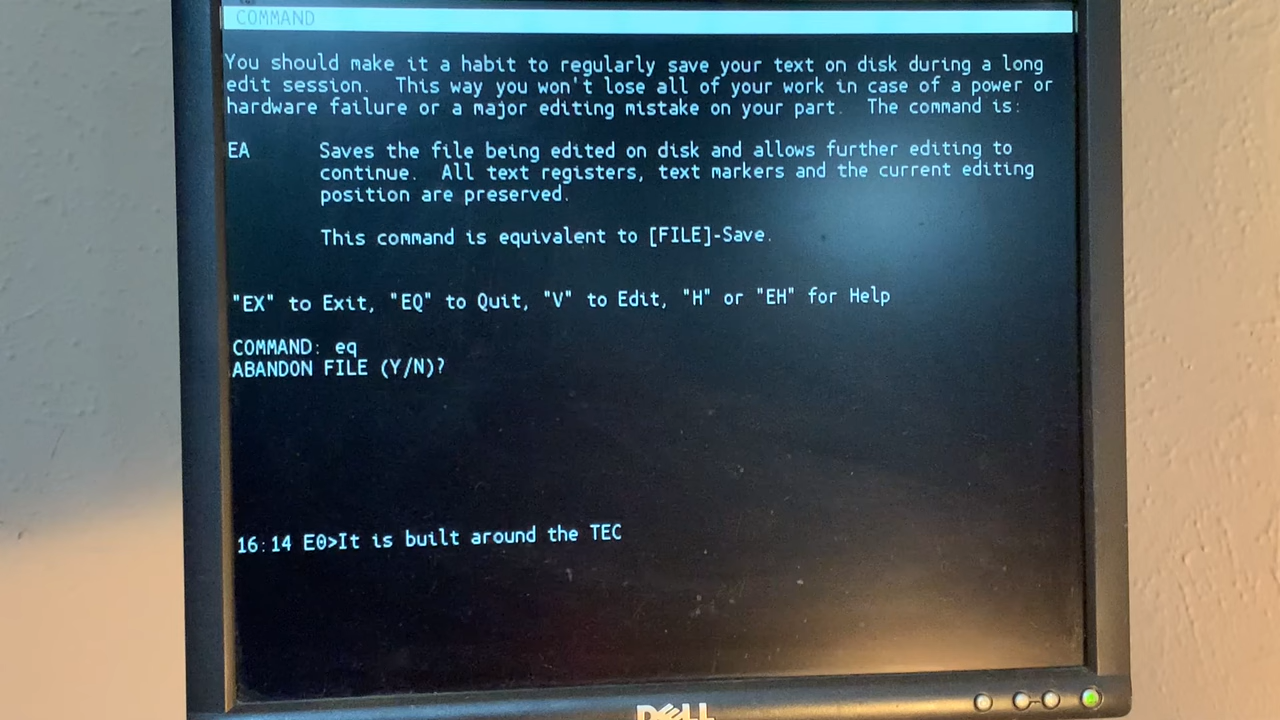 COMMAND
You should make it a habit to regularly save your text on disk during a long
edit session.  This way you won't lose all of your work in case of a power or
hardware failure or a major editing mistake on your part.  The command is:
EA      Saves the file being edited on disk and allows further editing to
continue.  All text registers, text markers and the current editing
position are preserved.
This command is equivalent to [FILE]-Save.
"EX" to Exit, "EQ" to Quit, "V" to Edit, "H" or "EH" for Help
COMMAND: eq
ABANDON FILE (Y/N)?
16:14 E0>It is built around the TEC
DELL